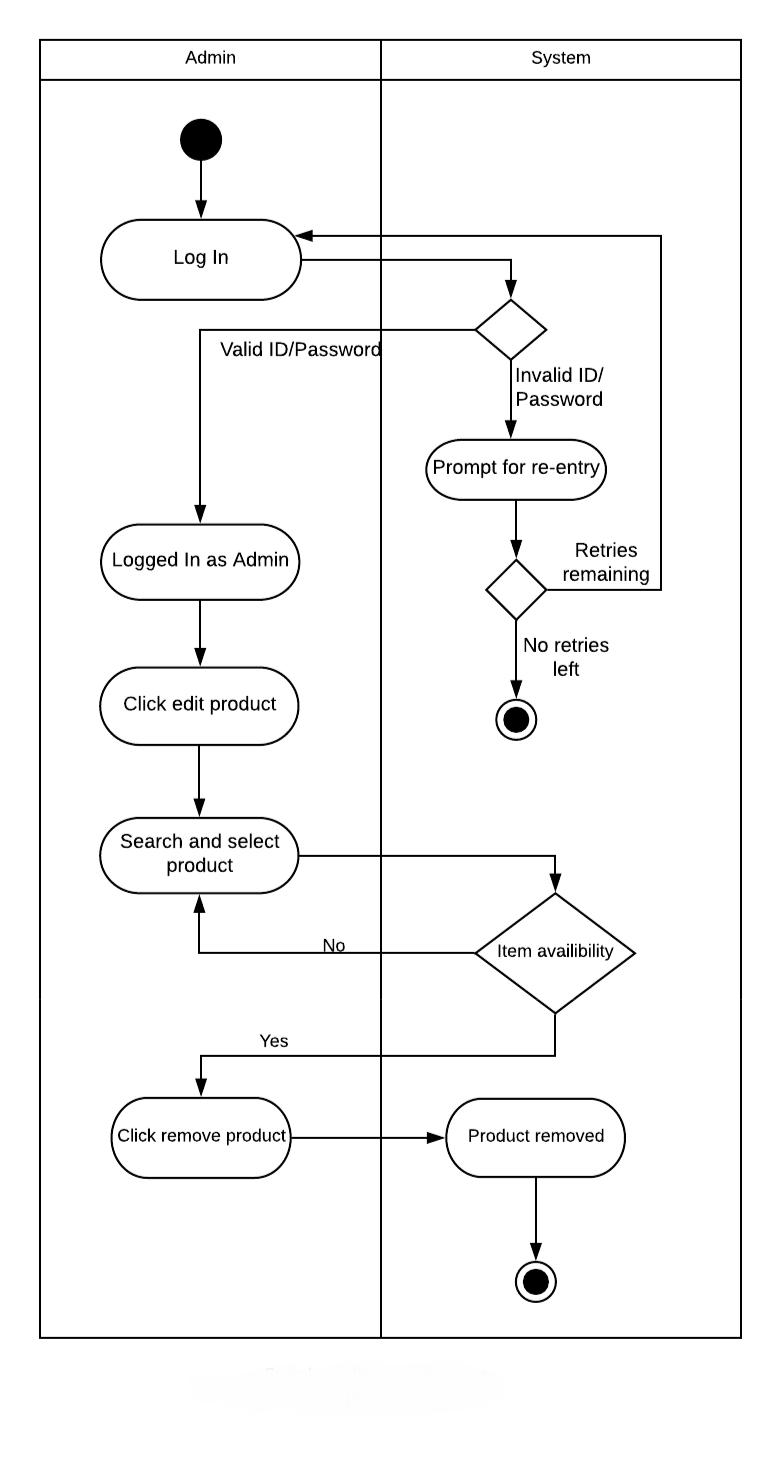 Admin
System
Log In
Valid ID/Password
Invalid ID/
Password
Prompt for re-entry
Retries
remaining
Logged In as Admin
No retries
left
Click edit product
Search and select
product
No
Item availibility
Yes
Click remove product
Product removed